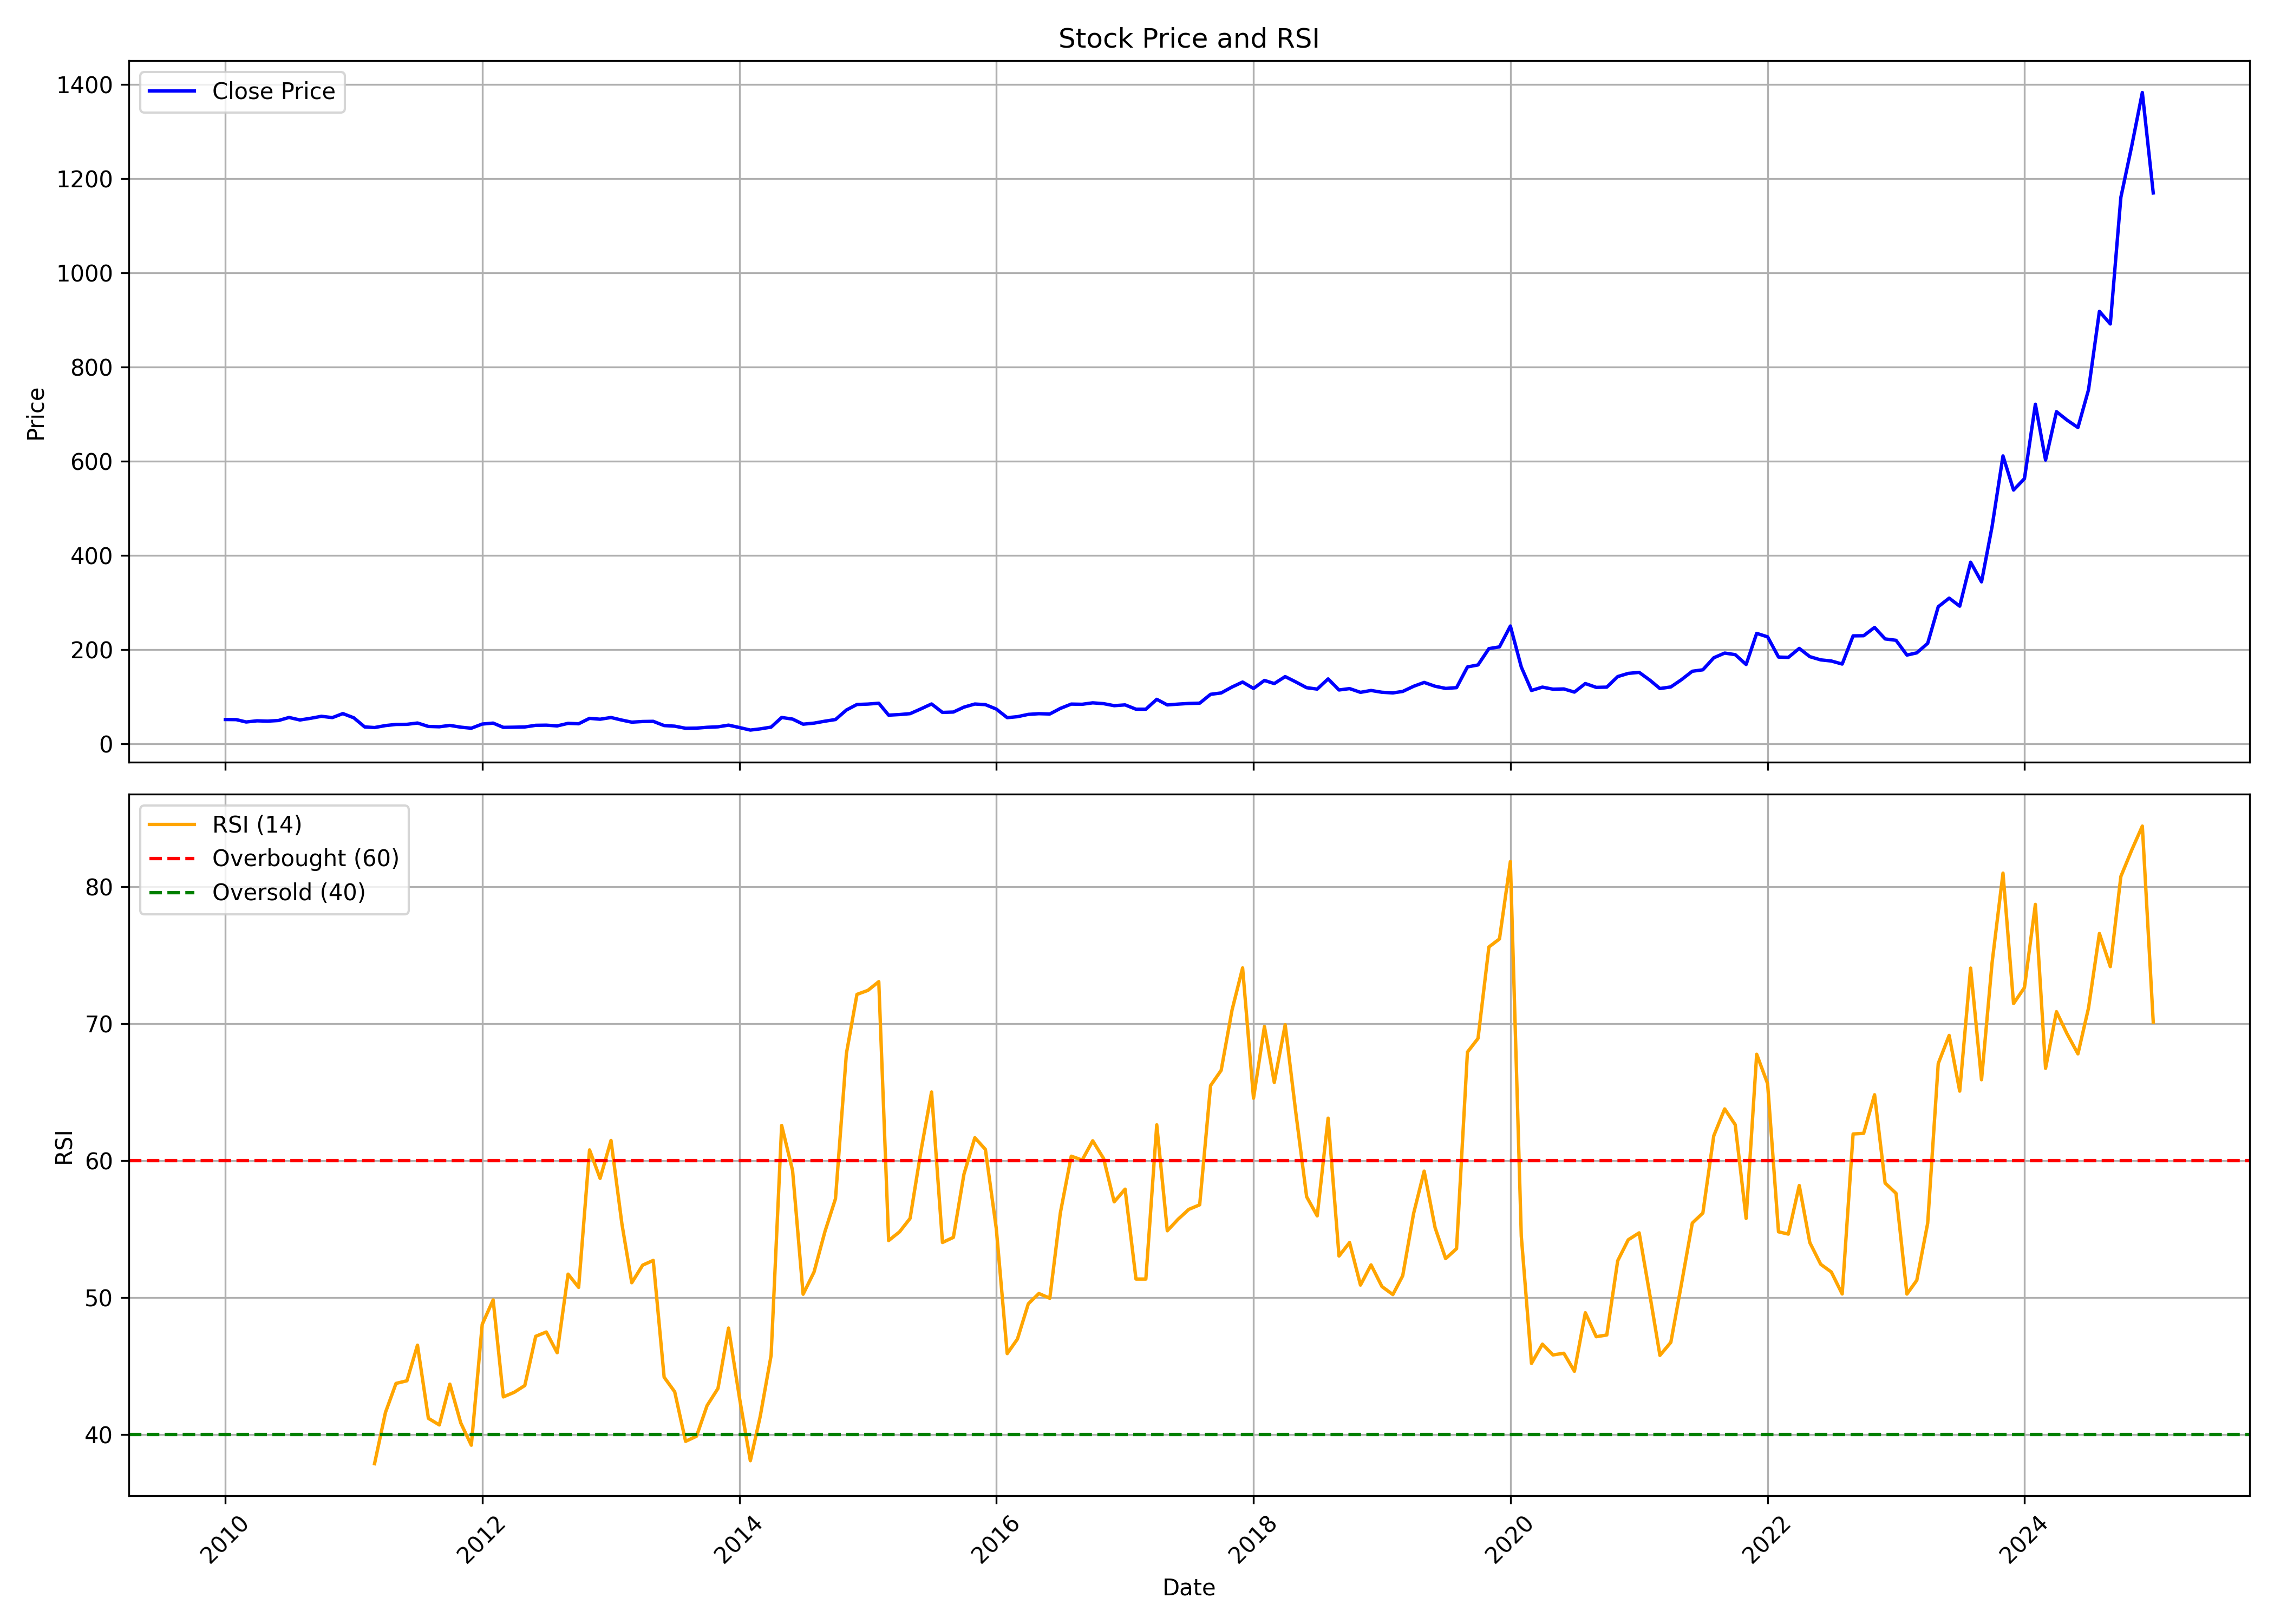 Stock Price and RSI
Close Price
1400
1200
1000
800
600
400
200
0
Price
RSI (14)
Overbought (60)
Oversold (40)
80
70
60
50
40
RSI
2010
2012
2014
2016
2018
2020
2022
2024
Date